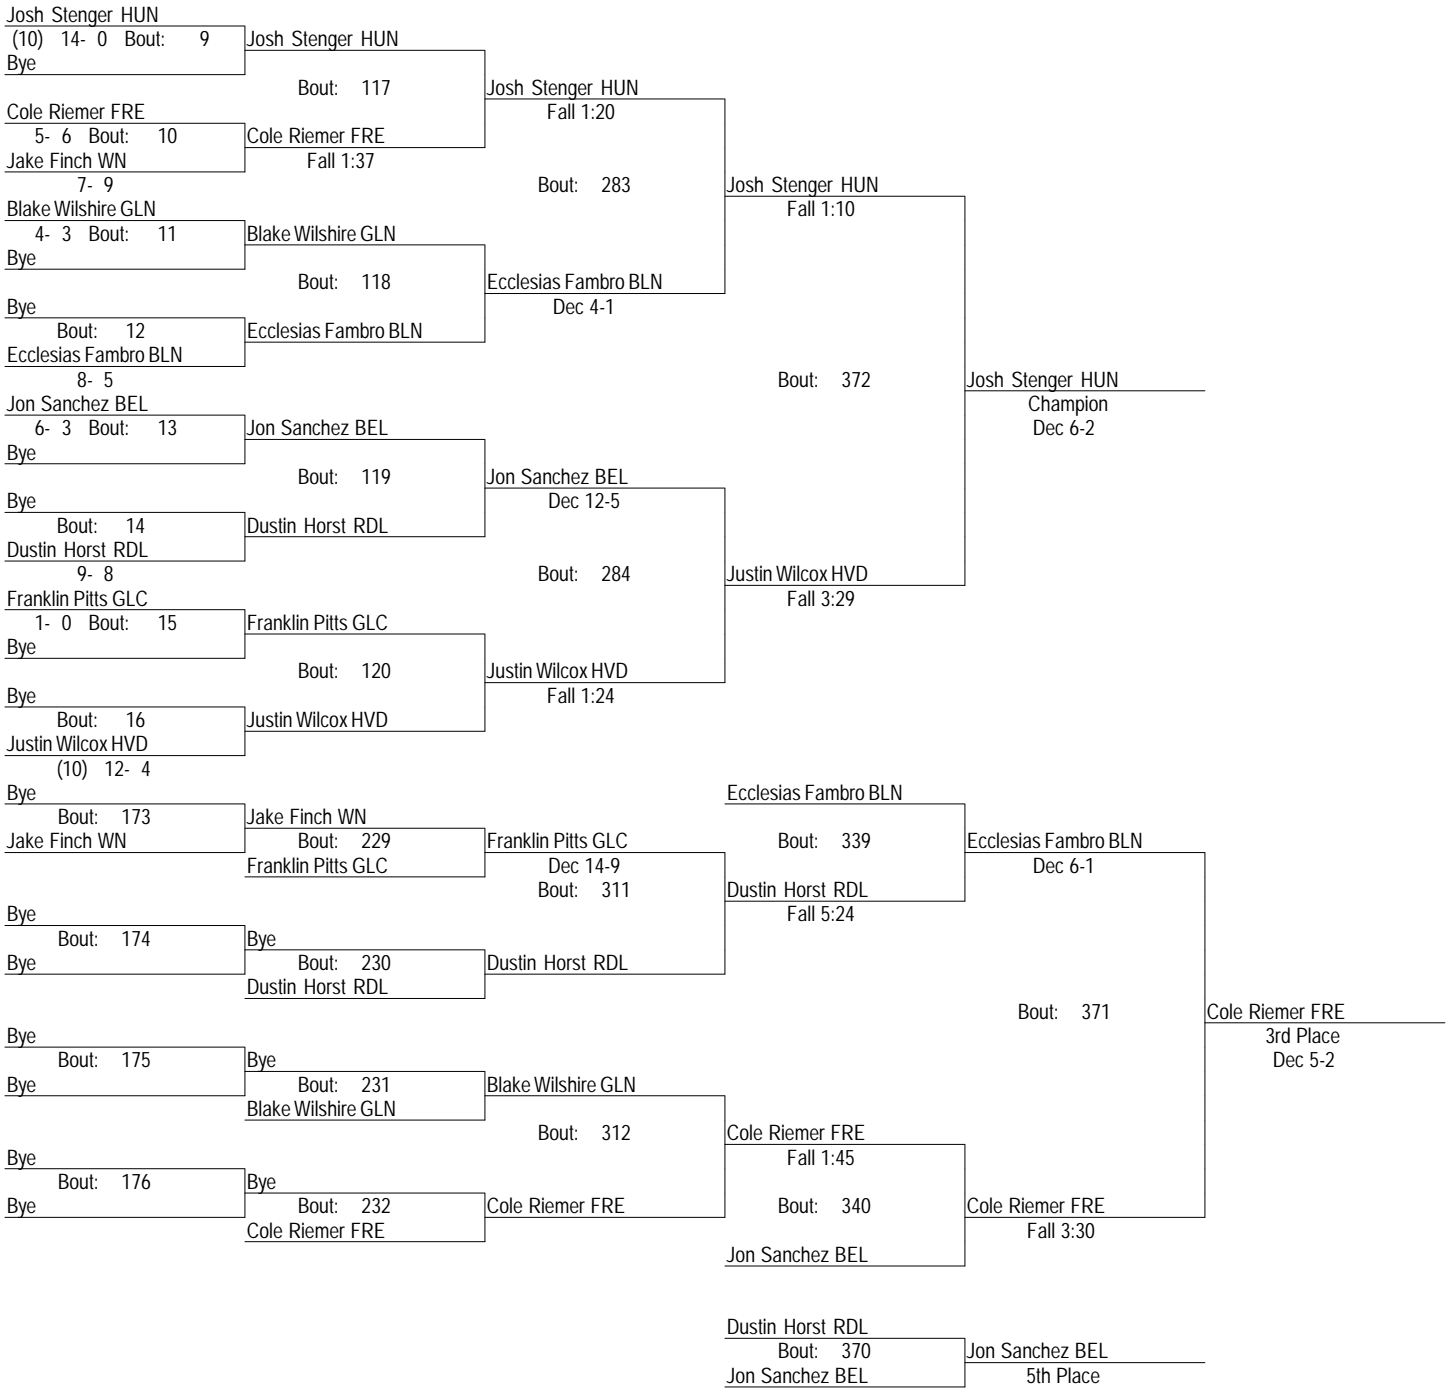 Josh Stenger HUN
(10) 14- 0 Bout: 9 Josh Stenger HUN
Bye
Bout: 117 Josh Stenger HUN
Cole Riemer FRE Fall 1:20
5- 6 Bout: 10 Cole Riemer FRE
Jake Finch WN Fall 1:37
7- 9 Bout: 283 Josh Stenger HUN
Blake Wilshire GLN Fall 1:10
4- 3 Bout: 11 Blake Wilshire GLN
Bye
Bout: 118 Ecclesias Fambro BLN
Bye Dec 4-1
Bout: 12 Ecclesias Fambro BLN
Ecclesias Fambro BLN
8- 5 Bout: 372 Josh Stenger HUN
Jon Sanchez BEL Champion
6- 3 Bout: 13 Jon Sanchez BEL Dec 6-2
Bye
Bout: 119 Jon Sanchez BEL
Bye Dec 12-5
Bout: 14 Dustin Horst RDL
Dustin Horst RDL
9- 8 Bout: 284 Justin Wilcox HVD
Franklin Pitts GLC Fall 3:29
1- 0 Bout: 15 Franklin Pitts GLC
Bye
Bout: 120 Justin Wilcox HVD
Bye Fall 1:24
Bout: 16 Justin Wilcox HVD
Justin Wilcox HVD
(10) 12- 4
Bye Ecclesias Fambro BLN
Bout: 173 Jake Finch WN
Jake Finch WN Bout: 229 Franklin Pitts GLC Bout: 339 Ecclesias Fambro BLN
Franklin Pitts GLC Dec 14-9 Dec 6-1
Bout: 311 Dustin Horst RDL
Bye Fall 5:24
Bout: 174 Bye
Bye Bout: 230 Dustin Horst RDL
Dustin Horst RDL
Bout: 371 Cole Riemer FRE
Bye 3rd Place
Bout: 175 Bye Dec 5-2
Bye Bout: 231 Blake Wilshire GLN
Blake Wilshire GLN
Bout: 312 Cole Riemer FRE
Bye Fall 1:45
Bout: 176 Bye
Bye Bout: 232 Cole Riemer FRE Bout: 340 Cole Riemer FRE
Cole Riemer FRE Fall 3:30
Jon Sanchez BEL
Dustin Horst RDL
Bout: 370 Jon Sanchez BEL
Jon Sanchez BEL 5th Place